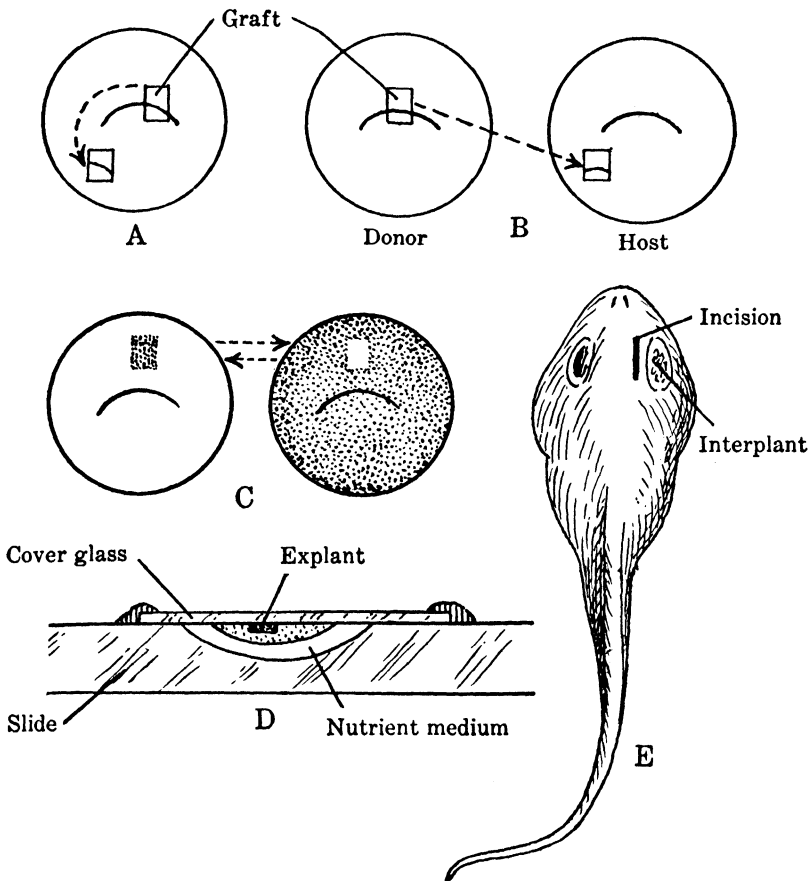 Graft
A
Donor
B
Host
C
Incision
Interplant
Cover glass
Explant
Slide
D
Nutrient medium
E